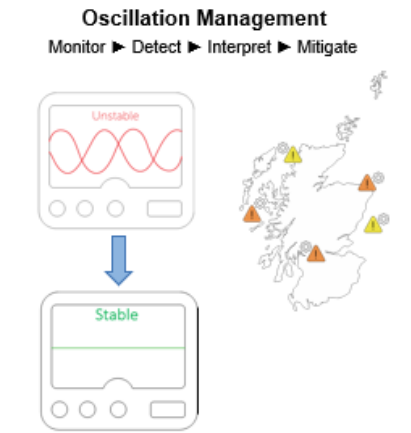 Oscillation Management
Monitor ► Detect ► Interpret ► Mitigate
Unstable
Stable